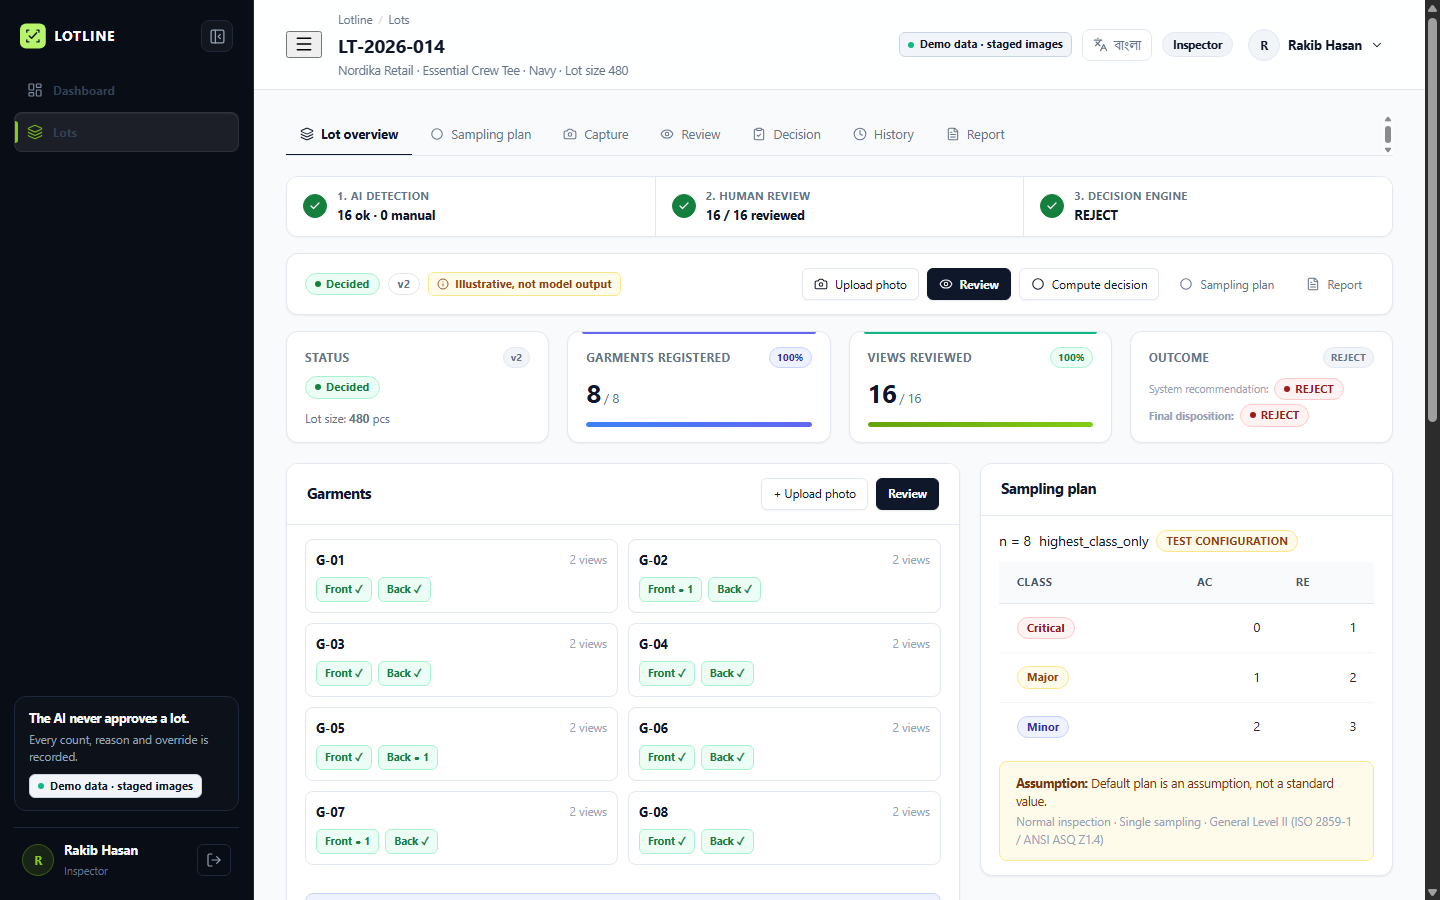 LOTLINE
Dashboard
Lots
The AI never approves a lot.
Every count, reason and override is
recorded.
Demo data · staged images
R
Rakib Hasan
Inspector
Lotline / Lots
LT-2026-014
Nordika Retail · Essential Crew Tee · Navy · Lot size 480
Demo data · staged images
বাংলা
Inspector
R
Rakib Hasan
Lot overview
Sampling plan
Capture
Review
Decision
History
Report
1. AI DETECTION
16 ok · 0 manual
2. HUMAN REVIEW
16 / 16 reviewed
3. DECISION ENGINE
REJECT
Decided
v2
Illustrative, not model output
Upload photo
Review
Compute decision
Sampling plan
Report
STATUS
v2
Decided
Lot size: 480 pcs
GARMENTS REGISTERED
100%
8 / 8
VIEWS REVIEWED
100%
16 / 16
OUTCOME
REJECT
System recommendation: REJECT
Final disposition: REJECT
Garments
+ Upload photo
Review
G-01 2 views
Front ✓ Back ✓
G-02 2 views
Front • 1 Back ✓
G-03 2 views
Front ✓ Back ✓
G-04 2 views
Front ✓ Back ✓
G-05 2 views
Front ✓ Back • 1
G-06 2 views
Front ✓ Back ✓
G-07 2 views
Front • 1 Back ✓
G-08 2 views
Front ✓ Back ✓
Sampling plan
n = 8 highest_class_only TEST CONFIGURATION
CLASS AC RE
Critical 0 1
Major 1 2
Minor 2 3
Assumption: Default plan is an assumption, not a standard
value.
Normal inspection · Single sampling · General Level II (ISO 2859-1
/ ANSI ASQ Z1.4)